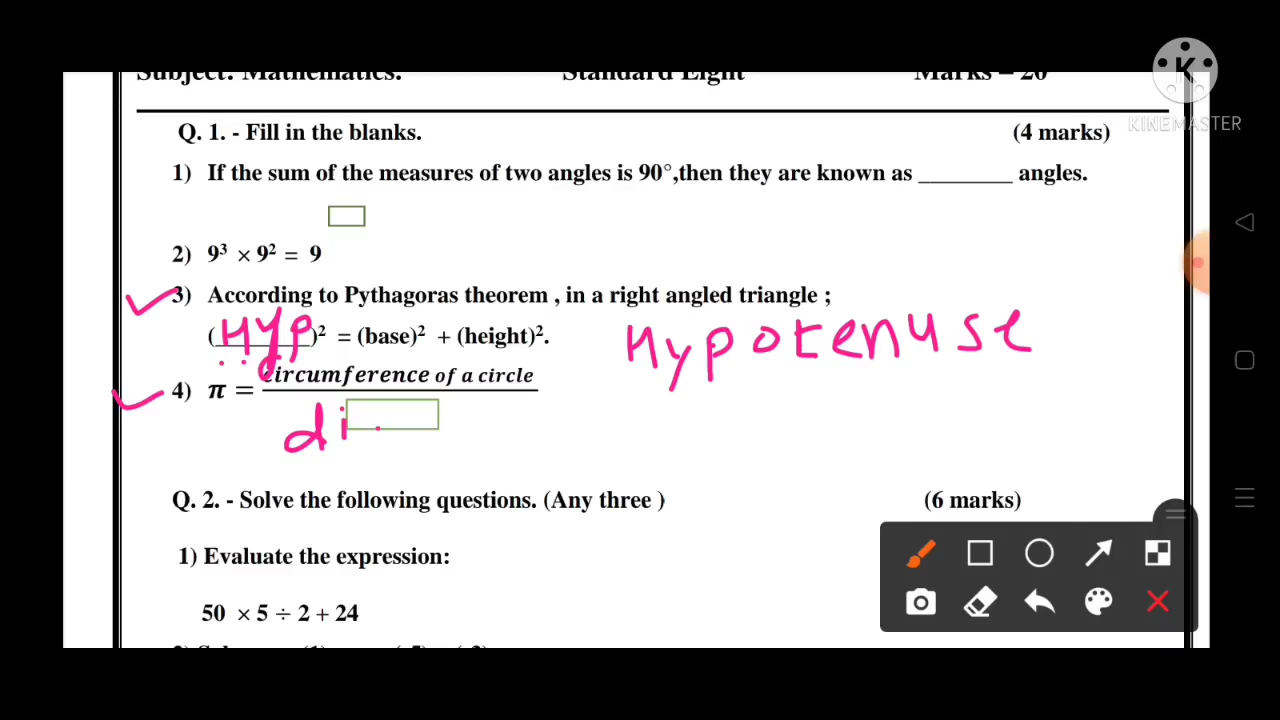 Subject: Mathematics. Standard Eight Marks – 20
KINEMASTER
Q. 1. - Fill in the blanks. (4 marks)
1) If the sum of the measures of two angles is 90°,then they are known as ________ angles.
2) 9³ × 9² = 9
3) According to Pythagoras theorem , in a right angled triangle ;
(Hyp)² = (base)² + (height)². Hypotenuse
4) π = circumference of a circle
di
Q. 2. - Solve the following questions. (Any three ) (6 marks)
1) Evaluate the expression:
50 × 5 ÷ 2 + 24